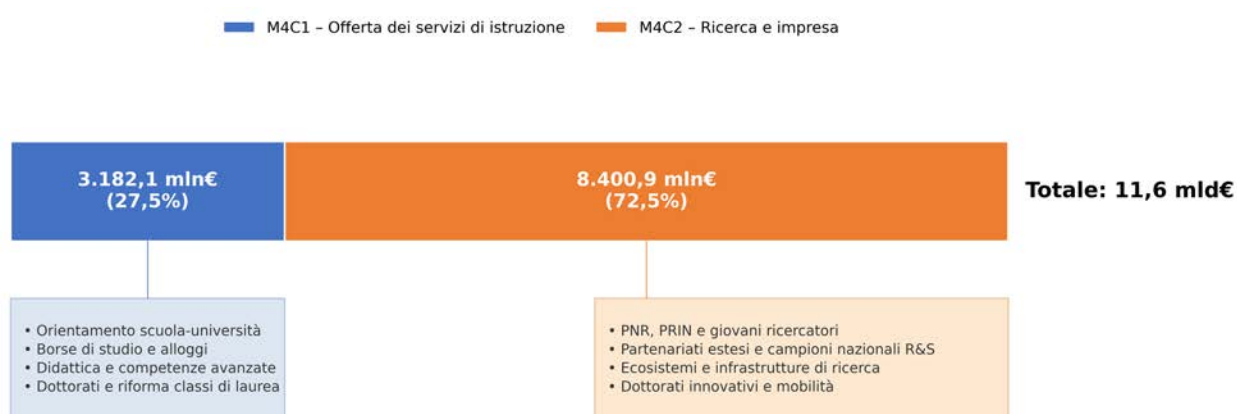 M4C1 – Offerta dei servizi di istruzione
M4C2 – Ricerca e impresa
3.182,1 mln€
(27,5%)
8.400,9 mln€
(72,5%)
Totale: 11,6 mld€
• Orientamento scuola-università
• Borse di studio e alloggi
• Didattica e competenze avanzate
• Dottorati e riforma classi di laurea
• PNR, PRIN e giovani ricercatori
• Partenariati estesi e campioni nazionali R&S
• Ecosistemi e infrastrutture di ricerca
• Dottorati innovativi e mobilità